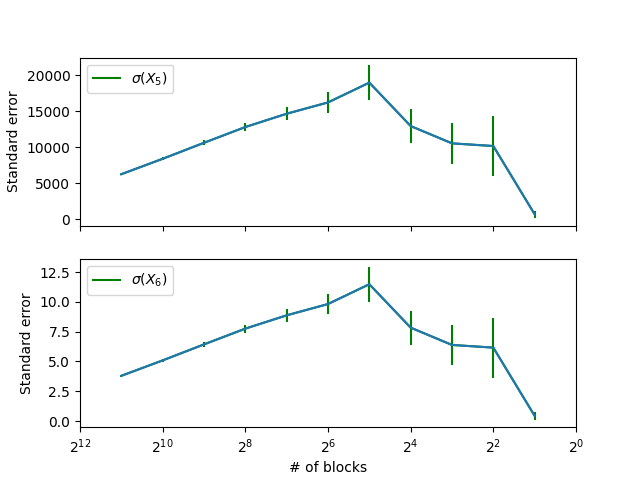 σ(X₅)
20000
15000
10000
5000
0
Standard error
σ(X₆)
12.5
10.0
7.5
5.0
2.5
0.0
Standard error
2¹² 2¹⁰ 2⁸ 2⁶ 2⁴ 2² 2⁰
# of blocks